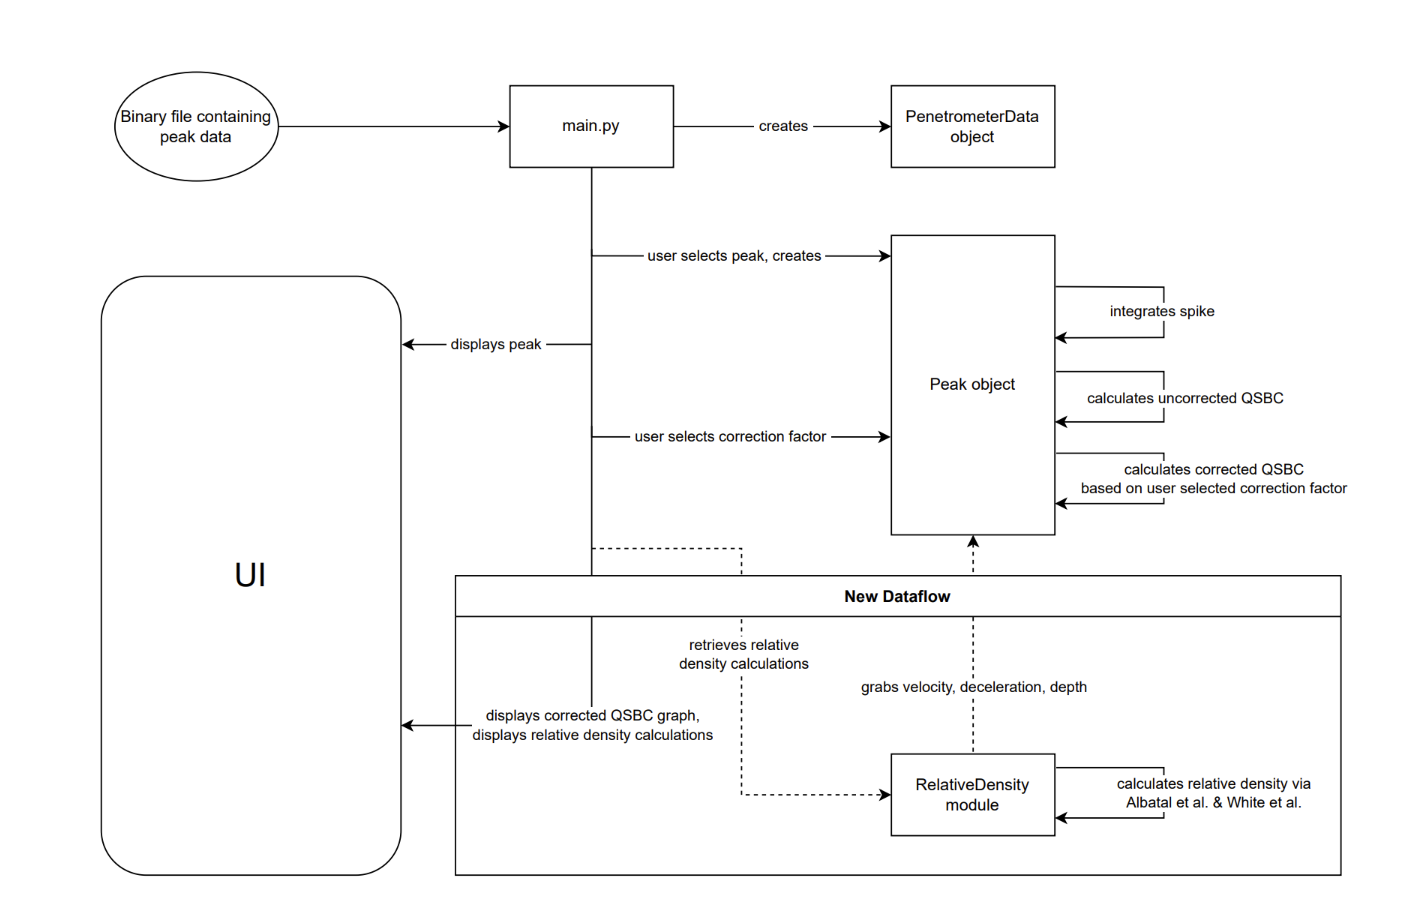 Binary file containing
peak data
main.py
creates
PenetrometerData
object
user selects peak, creates
integrates spike
displays peak
Peak object
calculates uncorrected QSBC
user selects correction factor
calculates corrected QSBC
based on user selected correction factor
UI
New Dataflow
retrieves relative
density calculations
grabs velocity, deceleration, depth
displays corrected QSBC graph,
displays relative density calculations
RelativeDensity
module
calculates relative density via
Albatal et al. & White et al.